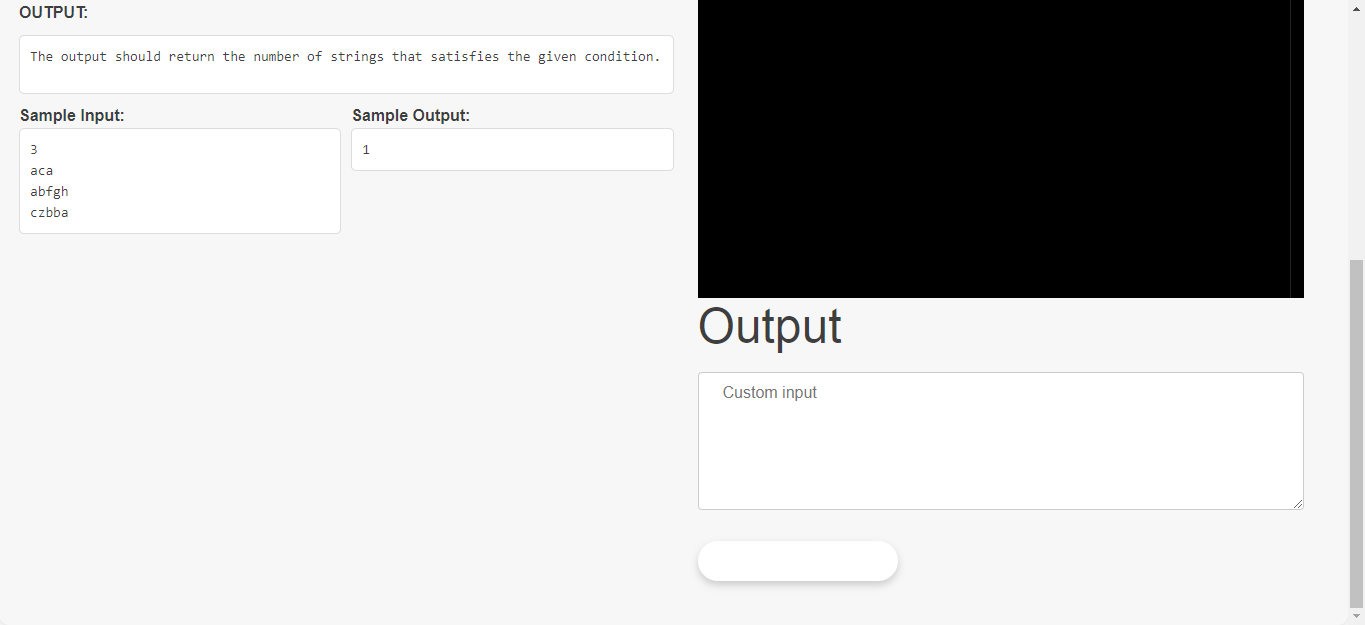 OUTPUT:
The output should return the number of strings that satisfies the given condition.
Sample Input:
3
aca
abfgh
czbba
Sample Output:
1
Output
Custom input